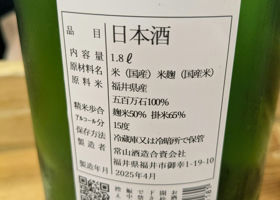 品目 日本酒
内容量 1.8ℓ
原材料名 米(国産) 米麹(国産米)
原料米 福井県産
五百万石100%
精米歩合 麹米50% 掛米65%
アルコール分 15度
保存方法 冷蔵庫又は冷暗所で保管
製造者 常山酒造合資会社
福井県福井市御幸1-19-10
製造年月 2025年4月
お酒